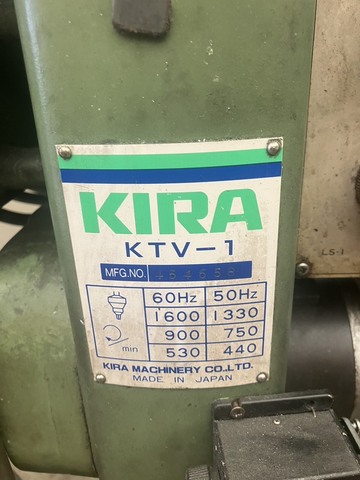 KIRA
KTV-1
MFG.NO.
60Hz 50Hz
1600 1330
900 750
min 530 440
KIRA MACHINERY CO.,LTD.
MADE IN JAPAN
LS-1